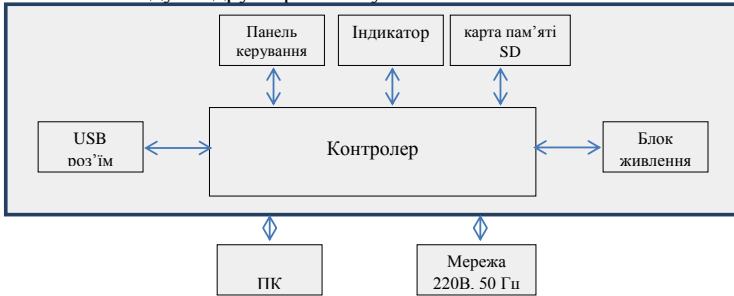 Панель
керування
Індикатор
карта пам’яті
SD
USB
роз’їм
Контролер
Блок
живлення
ПК
Мережа
220В. 50 Гц